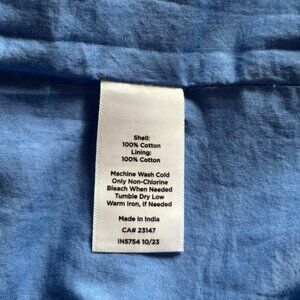 Shell:
100% Cotton
Lining:
100% Cotton
Machine Wash Cold
Only Non-Chlorine
Bleach When Needed
Tumble Dry Low
Warm Iron, If Needed
Made in India
CA# 23147
IN5754 10/23